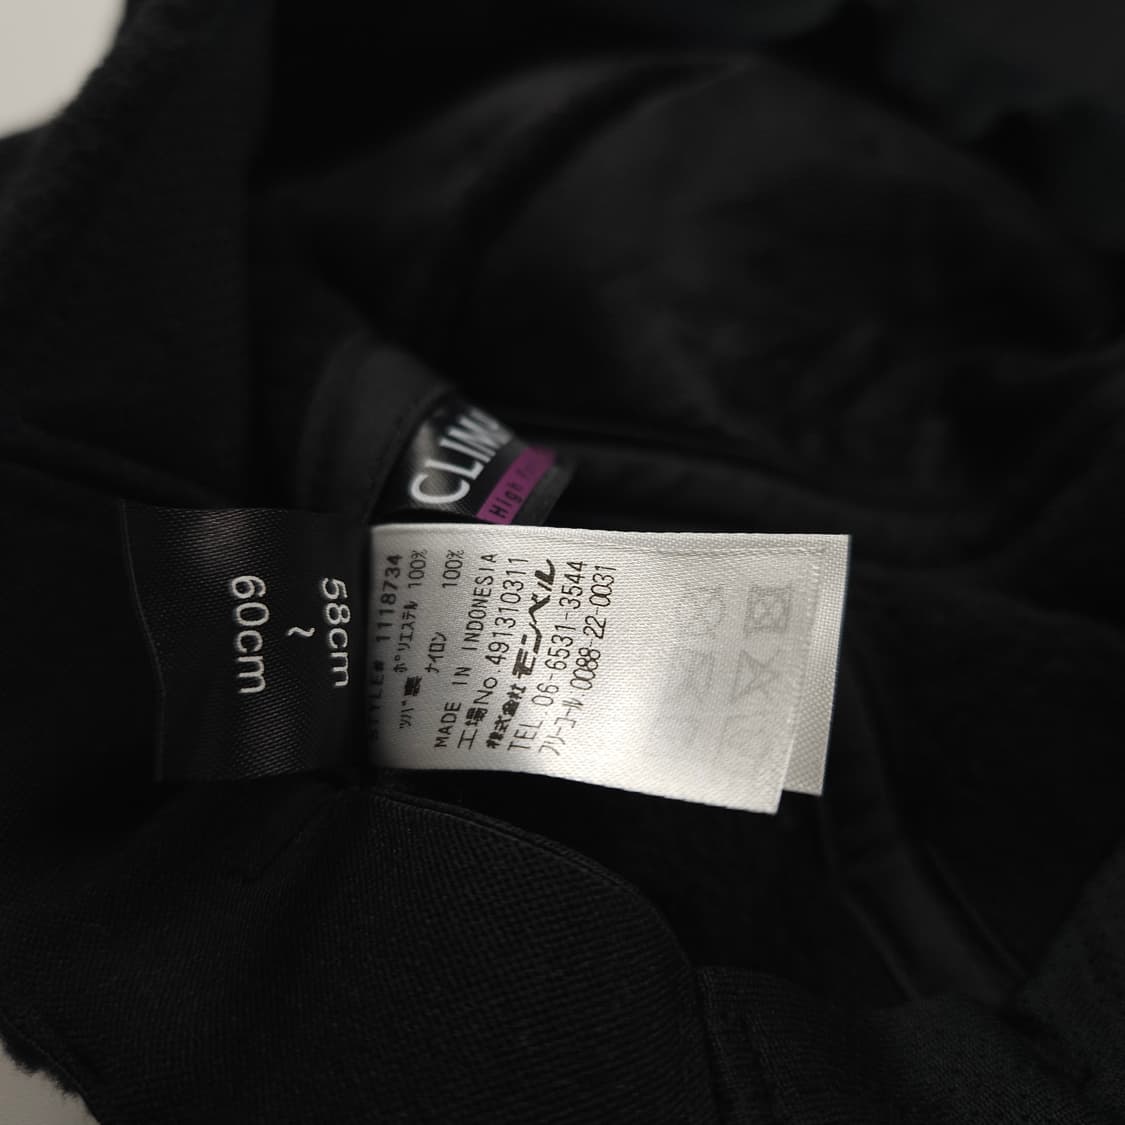 58cm
~
60cm
CLIMA
High
STYLE# 1118734
ポリエステル 100%
ツバ裏 ナイロン 100%
MADE IN INDONESIA
工場No.491310311
株式会社モンベル
TEL 06-6531-3544
フリーコール.0088-22-0031